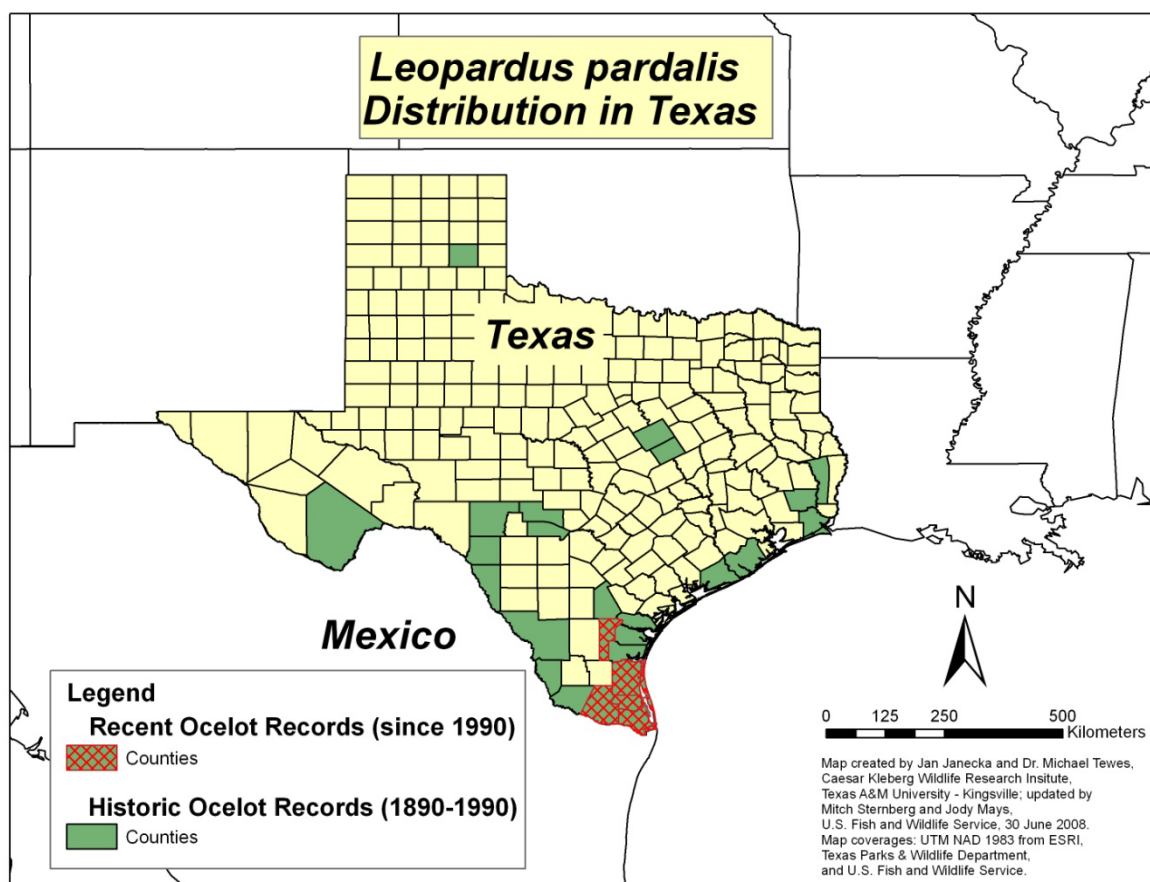 Leopardus pardalis
Distribution in Texas
Texas
Mexico
N
Legend
Recent Ocelot Records (since 1990)
Counties
Historic Ocelot Records (1890-1990)
Counties
0 125 250 500
Kilometers
Map created by Jan Janecka and Dr. Michael Tewes,
Caesar Kleberg Wildlife Research Insitute,
Texas A&M University - Kingsville; updated by
Mitch Sternberg and Jody Mays,
U.S. Fish and Wildlife Service, 30 June 2008.
Map coverages: UTM NAD 1983 from ESRI,
Texas Parks & Wildlife Department,
and U.S. Fish and Wildlife Service.